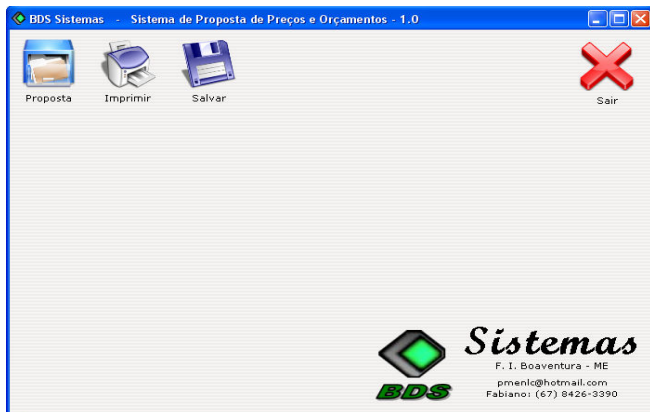 BDS Sistemas - Sistema de Proposta de Preços e Orçamentos - 1.0
Proposta Imprimir Salvar Sair
Sistemas
F. I. Boaventura - ME
BDS
pmenlc@hotmail.com
Fabiano: (67) 8426-3390